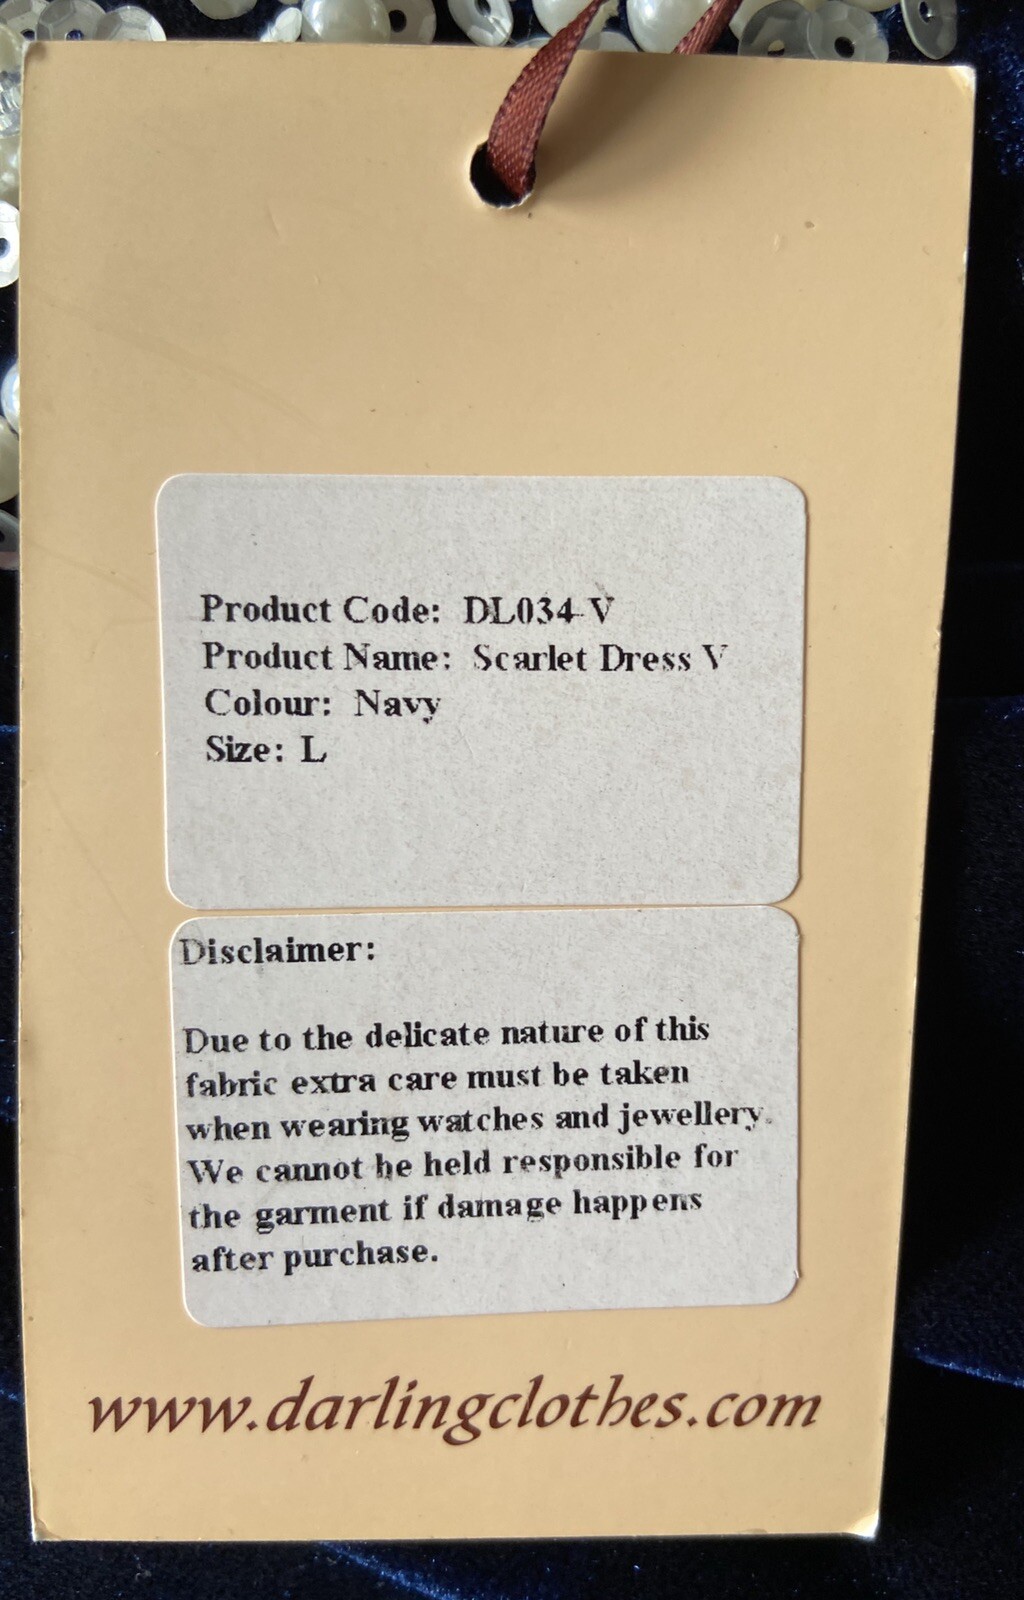 Product Code: DL034-V
Product Name: Scarlet Dress V
Colour: Navy
Size: L
Disclaimer:
Due to the delicate nature of this
fabric extra care must be taken
when wearing watches and jewellery.
We cannot be held responsible for
the garment if damage happens
after purchase.
www.darlingclothes.com